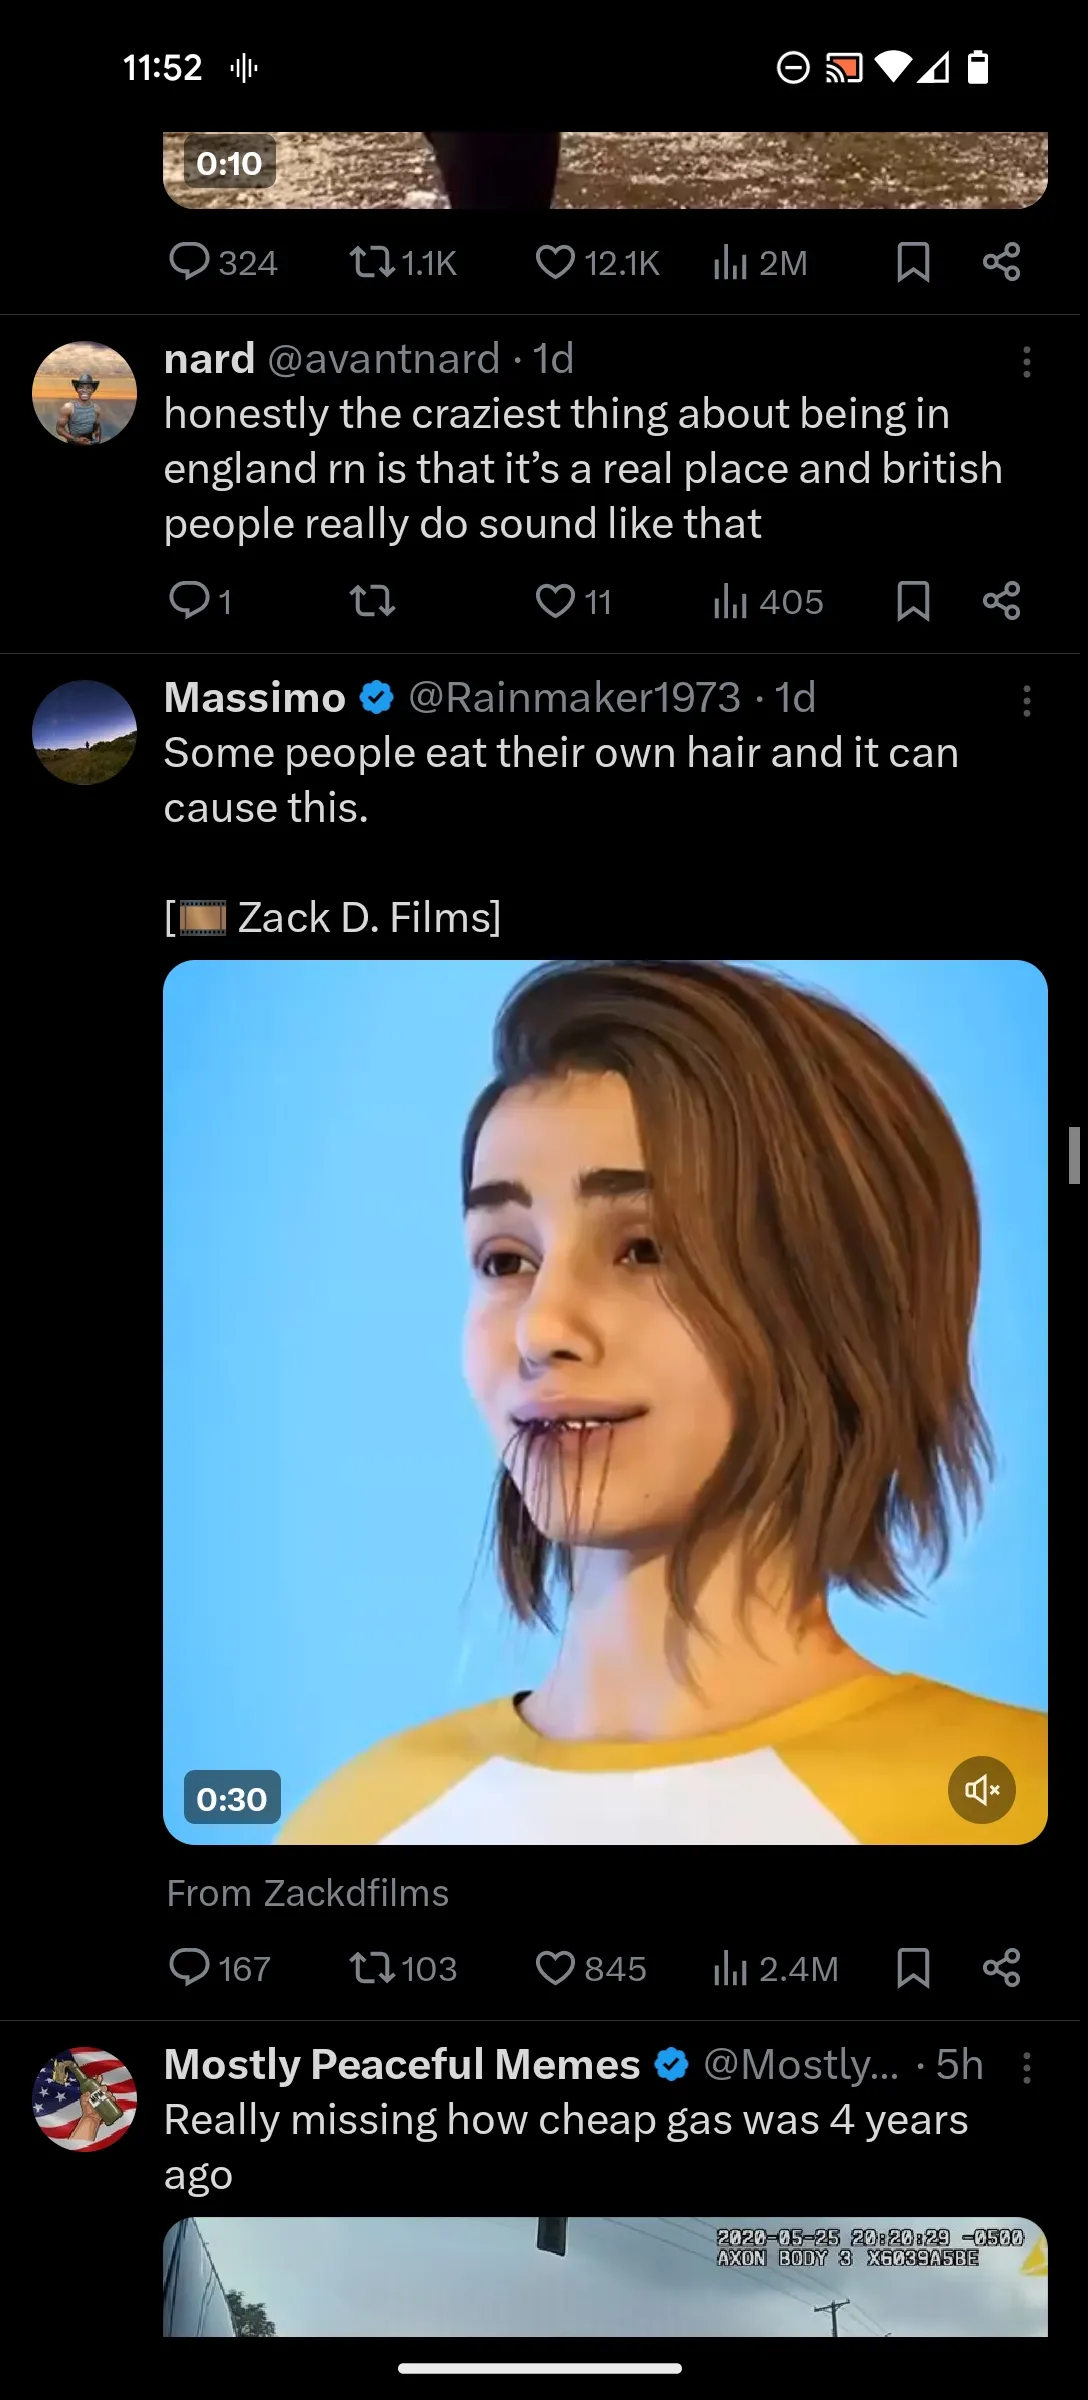 11:52
0:10
324 1.1K 12.1K 2M
nard @avantnard · 1d
honestly the craziest thing about being in
england rn is that it’s a real place and british
people really do sound like that
1 11 405
Massimo @Rainmaker1973 · 1d
Some people eat their own hair and it can
cause this.
[🎞️ Zack D. Films]
0:30
From Zackdfilms
167 103 845 2.4M
Mostly Peaceful Memes @Mostly... · 5h
Really missing how cheap gas was 4 years
ago
2020-05-25 20:20:29 -0500
AXON BODY 3 X6039A5BE